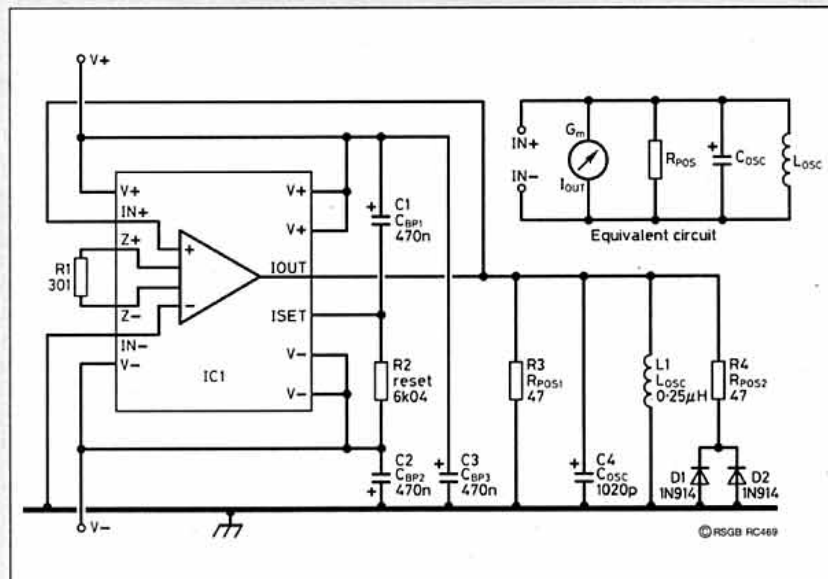 V+
V+
IN+
Z+
R1
301
Z-
IN-
V-
V+
V+
IOUT
ISET
V-
V-
IC1
+
-
C1
CBP1
470n
+
R2
reset
6k04
C2
CBP2
470n
+
C3
CBP3
470n
+
R3
RPOS1
47
C4
COSC
1020p
+
L1
LOSC
0·25µH
R4
RPOS2
47
D1
1N914
D2
1N914
V-
IN+
IN-
Gm
IOUT
RPOS
+
COSC
LOSC
Equivalent circuit
©RSGB RC469